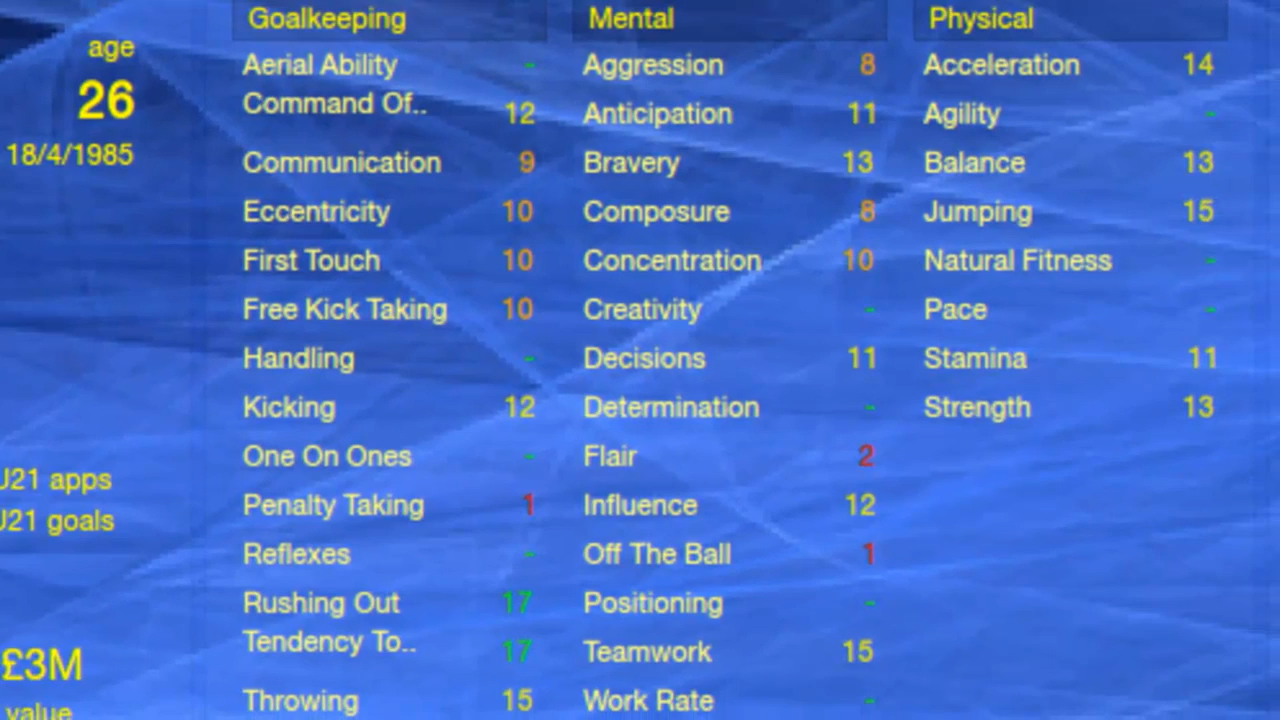 Goalkeeping Mental Physical
age
26
18/4/1985
Aerial Ability - Aggression 8 Acceleration 14
Command Of.. 12 Anticipation 11 Agility -
Communication 9 Bravery 13 Balance 13
Eccentricity 10 Composure 8 Jumping 15
First Touch 10 Concentration 10 Natural Fitness -
Free Kick Taking 10 Creativity - Pace -
Handling - Decisions 11 Stamina 11
Kicking 12 Determination - Strength 13
One On Ones - Flair 2
U21 apps
Penalty Taking 1 Influence 12
U21 goals
Reflexes - Off The Ball 1
Rushing Out 17 Positioning -
Tendency To.. 17 Teamwork 15
£3M
Throwing 15 Work Rate -
value